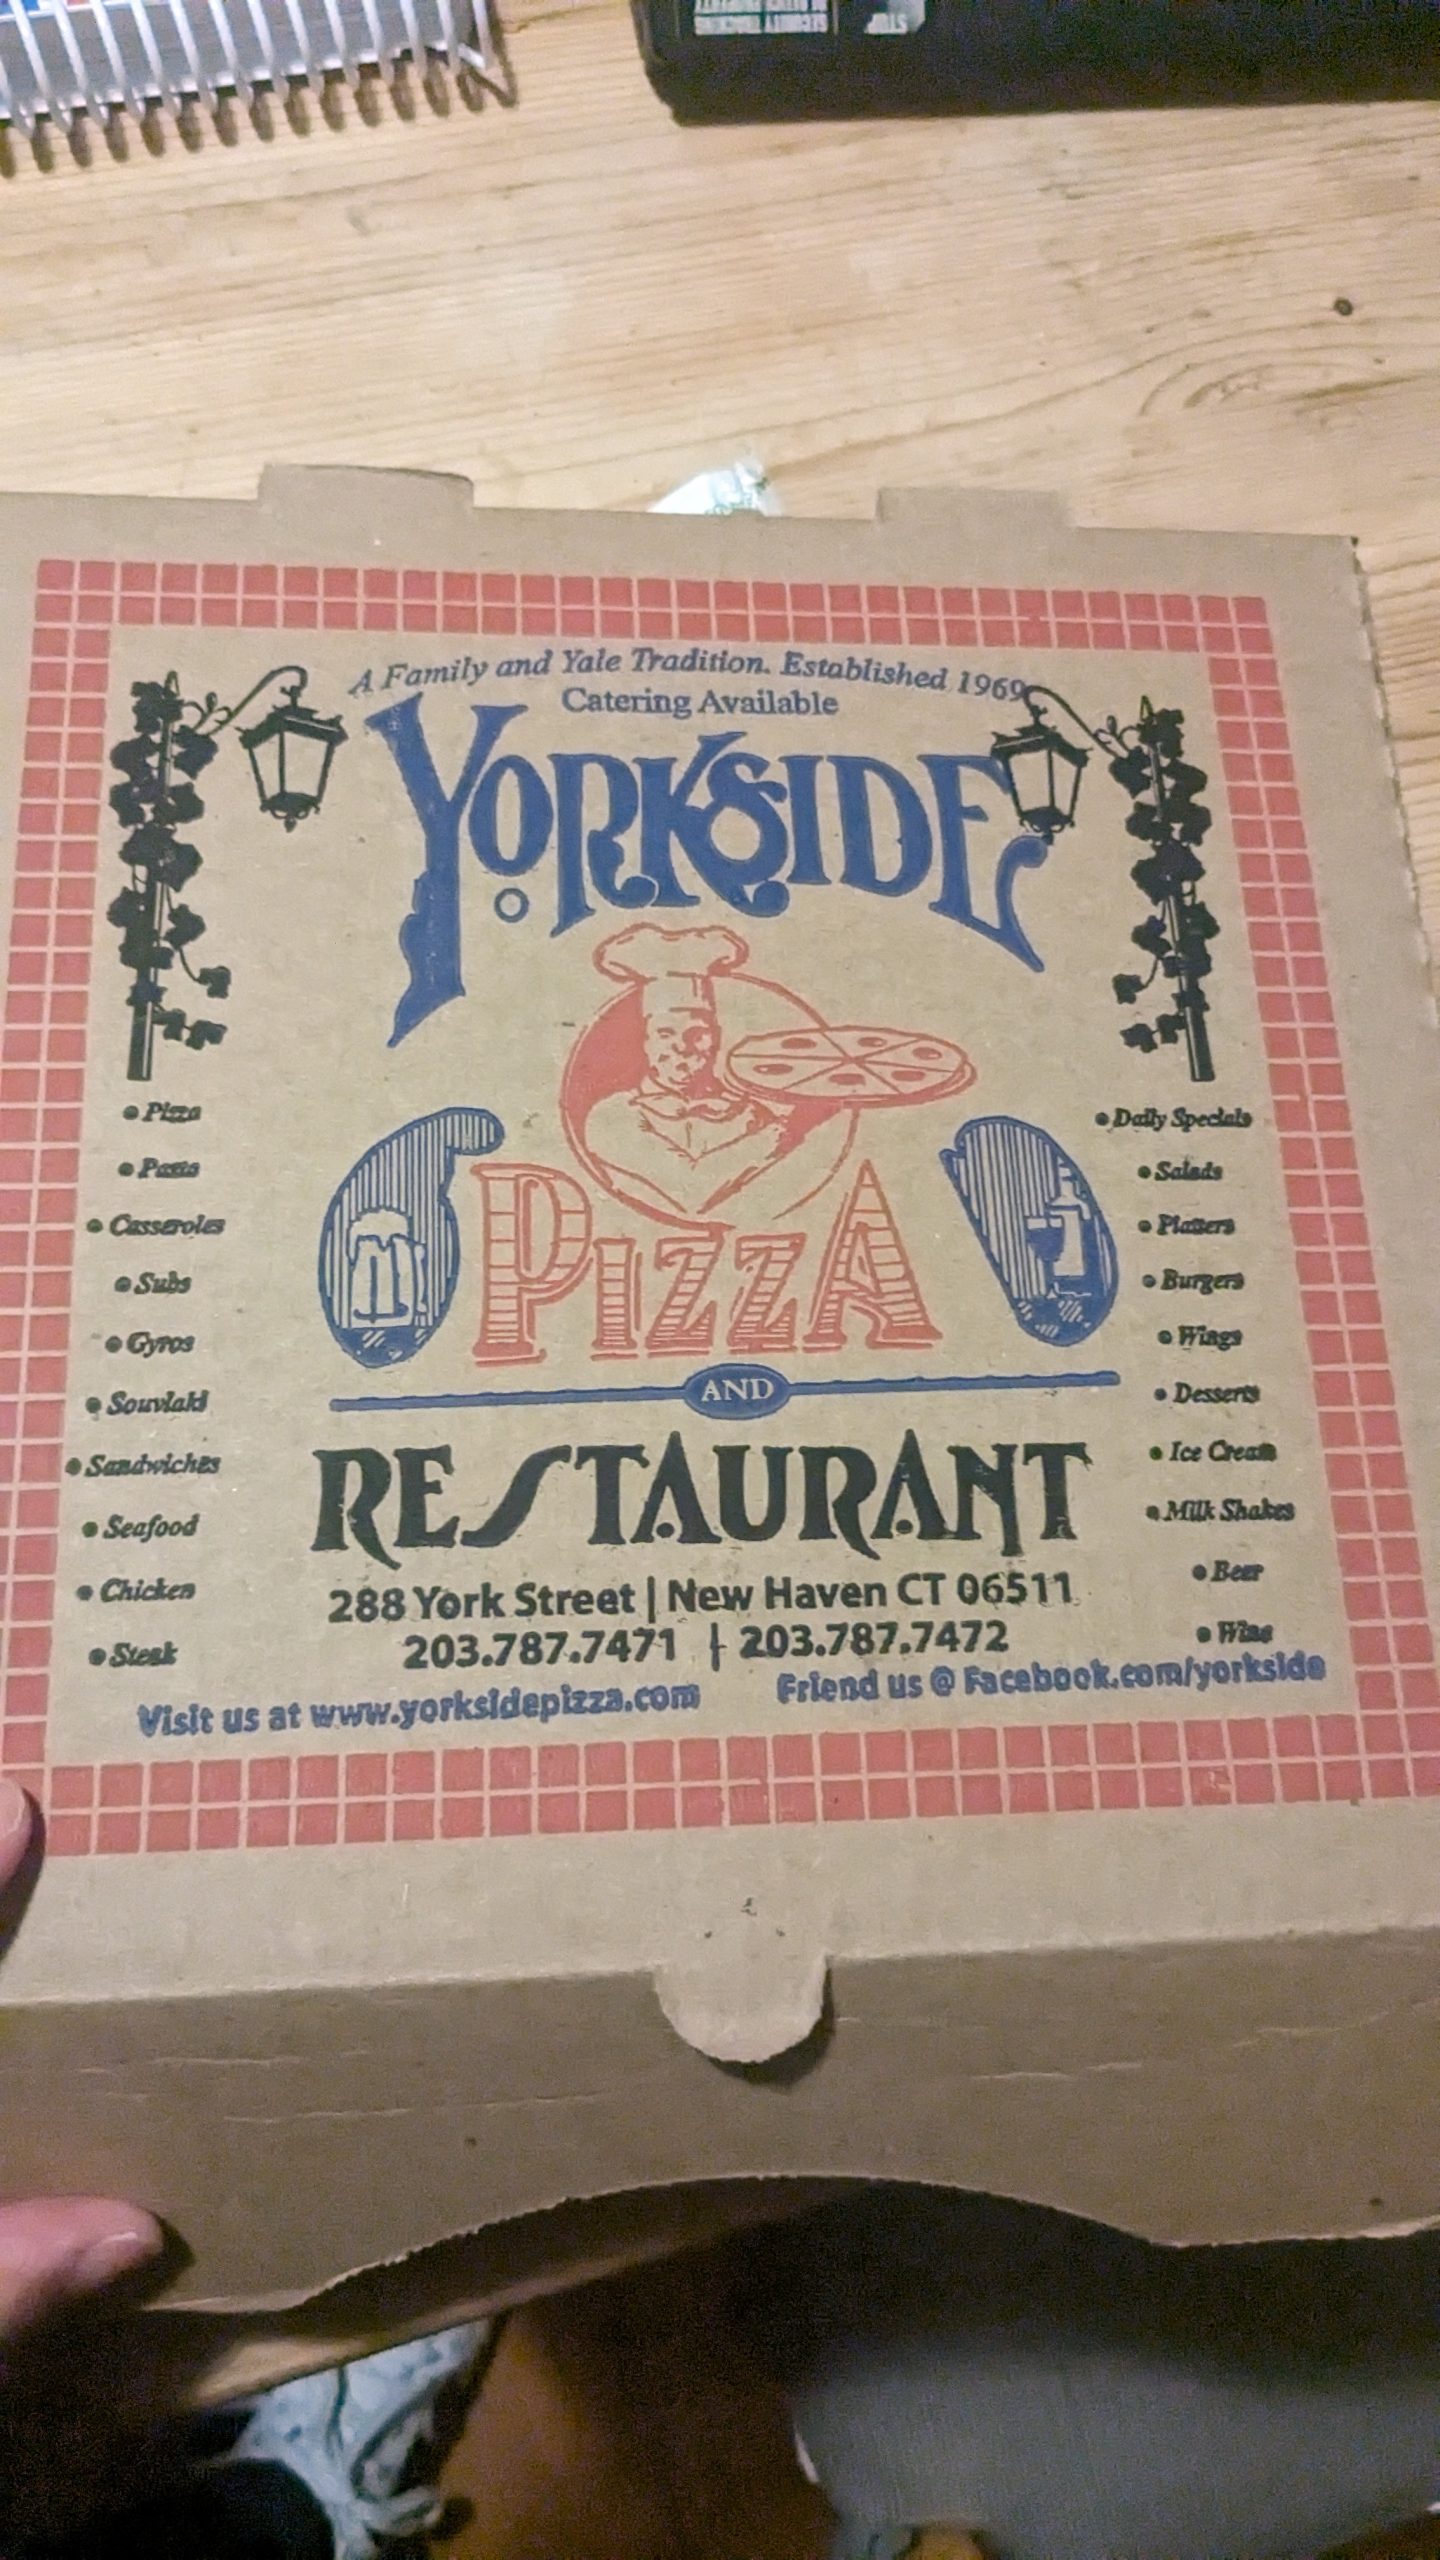 SECURITY TRACKING
STOP
A Family and Yale Tradition. Established 1969
Catering Available
YORKSIDE
PIZZA
AND
RESTAURANT
288 York Street | New Haven CT 06511
203.787.7471 | 203.787.7472
Visit us at www.yorksidepizza.com
Friend us @ Facebook.com/yorkside
• Pizza
• Pasta
• Casseroles
• Subs
• Gyros
• Souvlaki
• Sandwiches
• Seafood
• Chicken
• Steak
• Daily Specials
• Salads
• Platters
• Burgers
• Wings
• Desserts
• Ice Cream
• Milk Shakes
• Beer
• Wine